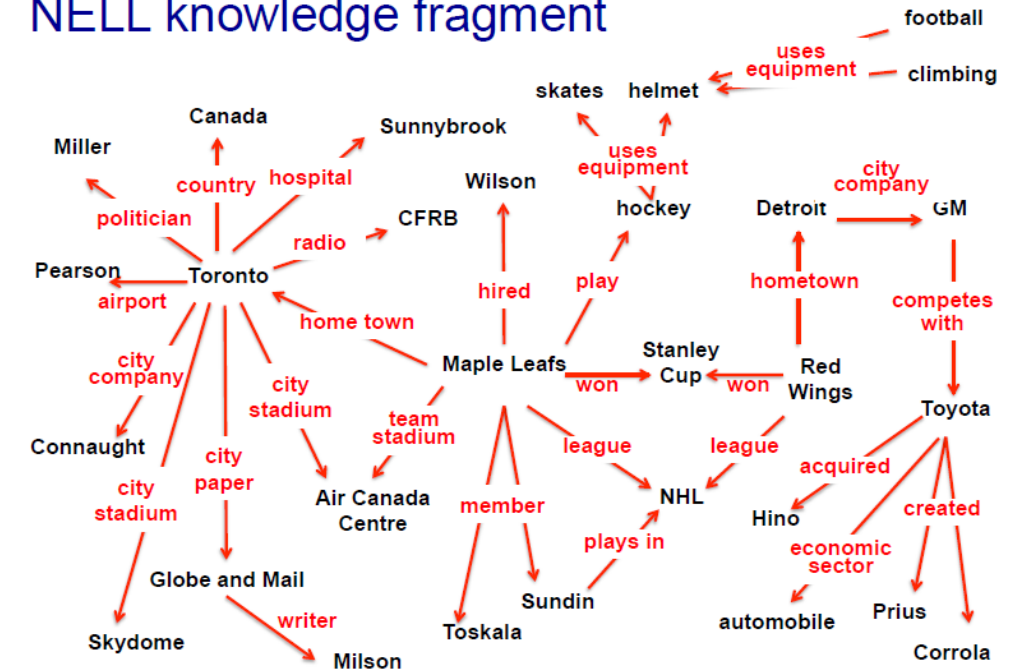 NELL knowledge fragment
football
uses
equipment
climbing
skates
helmet
Canada
Sunnybrook
Miller
uses
equipment
city
company
country
hospital
Wilson
politician
CFRB
hockey
Detroit
GM
radio
Pearson
Toronto
airport
hired
play
hometown
competes
with
home town
Maple Leafs
Stanley
Cup
won
won
Red
Wings
city
company
city
stadium
team
stadium
Toyota
Connaught
city
paper
league
league
acquired
city
stadium
Air Canada
Centre
member
NHL
Hino
created
plays in
economic
sector
Globe and Mail
Sundin
automobile
Prius
writer
Toskala
Skydome
Milson
Corrola